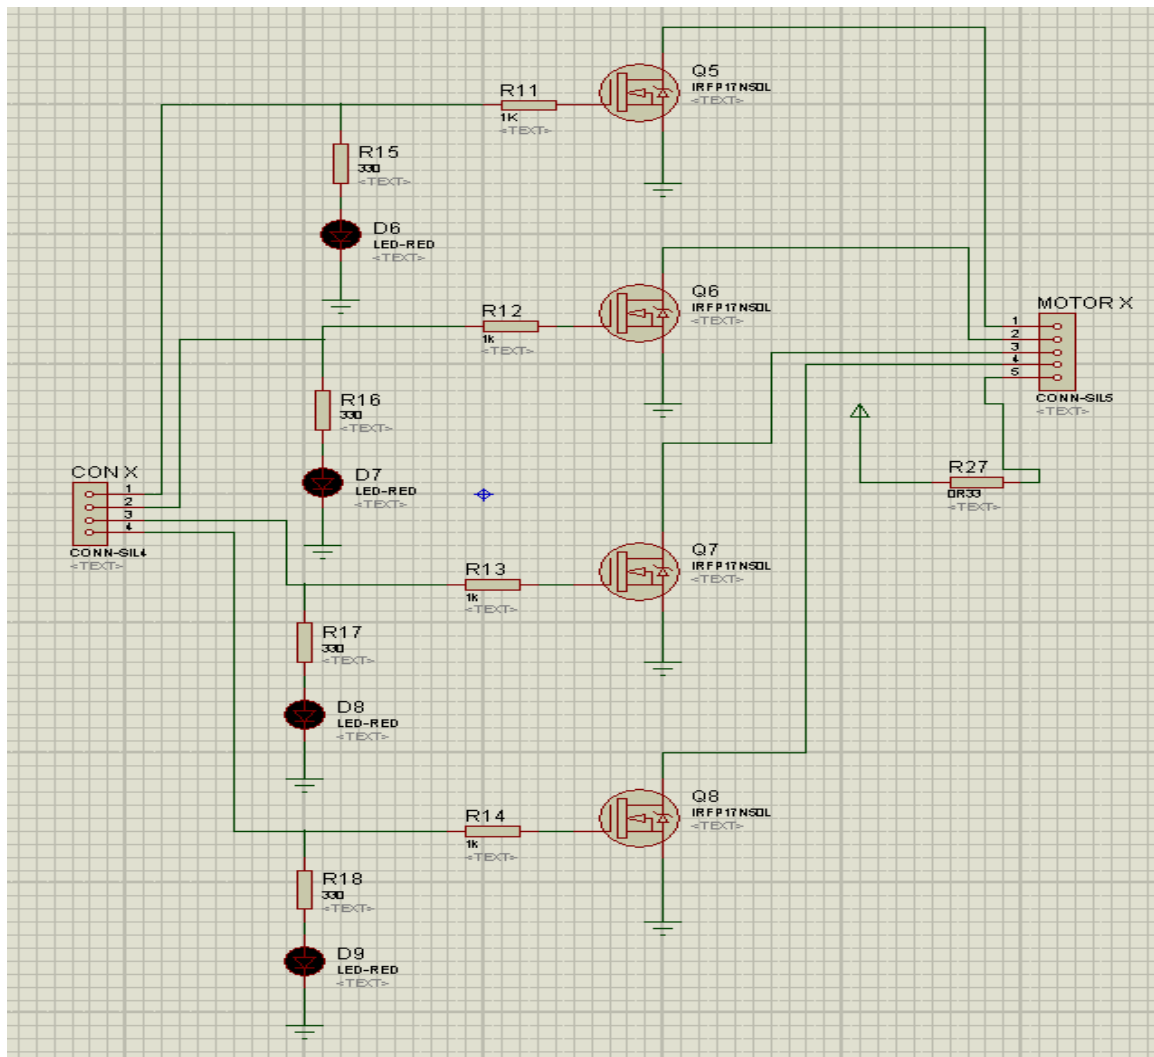 Q5
IRFP17N50L
<TEXT>
R11
1K
<TEXT>
R15
330
<TEXT>
D6
LED-RED
<TEXT>
Q6
IRFP17N50L
<TEXT>
R12
1k
<TEXT>
MOTOR X
1
2
3
4
5
CONN-SIL5
<TEXT>
R16
330
<TEXT>
D7
LED-RED
<TEXT>
R27
0R33
<TEXT>
CON X
1
2
3
4
CONN-SIL4
<TEXT>
Q7
IRFP17N50L
<TEXT>
R13
1k
<TEXT>
R17
330
<TEXT>
D8
LED-RED
<TEXT>
Q8
IRFP17N50L
<TEXT>
R14
1k
<TEXT>
R18
330
<TEXT>
D9
LED-RED
<TEXT>